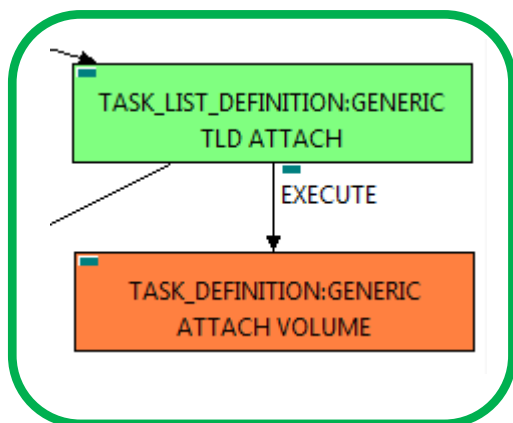 TASK_LIST_DEFINITION:GENERIC
TLD ATTACH
EXECUTE
TASK_DEFINITION:GENERIC
ATTACH VOLUME